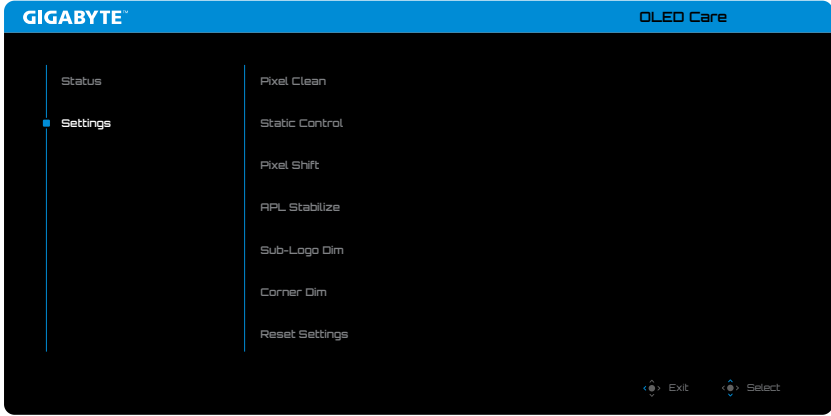 GIGABYTE™
OLED Care
Status
Settings
Pixel Clean
Static Control
Pixel Shift
APL Stabilize
Sub-Logo Dim
Corner Dim
Reset Settings
Exit
Select